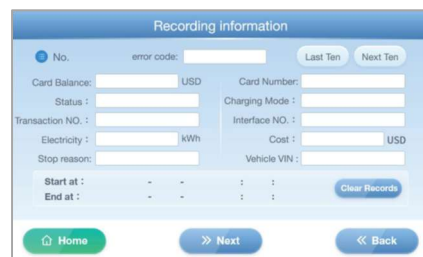 Recording information
No. error code: Last Ten Next Ten
Card Balance: USD Card Number:
Status : Charging Mode :
Transaction NO. : Interface NO. :
Electricity : kWh Cost : USD
Stop reason: Vehicle VIN :
Start at : - - : :
End at : - - : :
Clear Records
Home Next Back